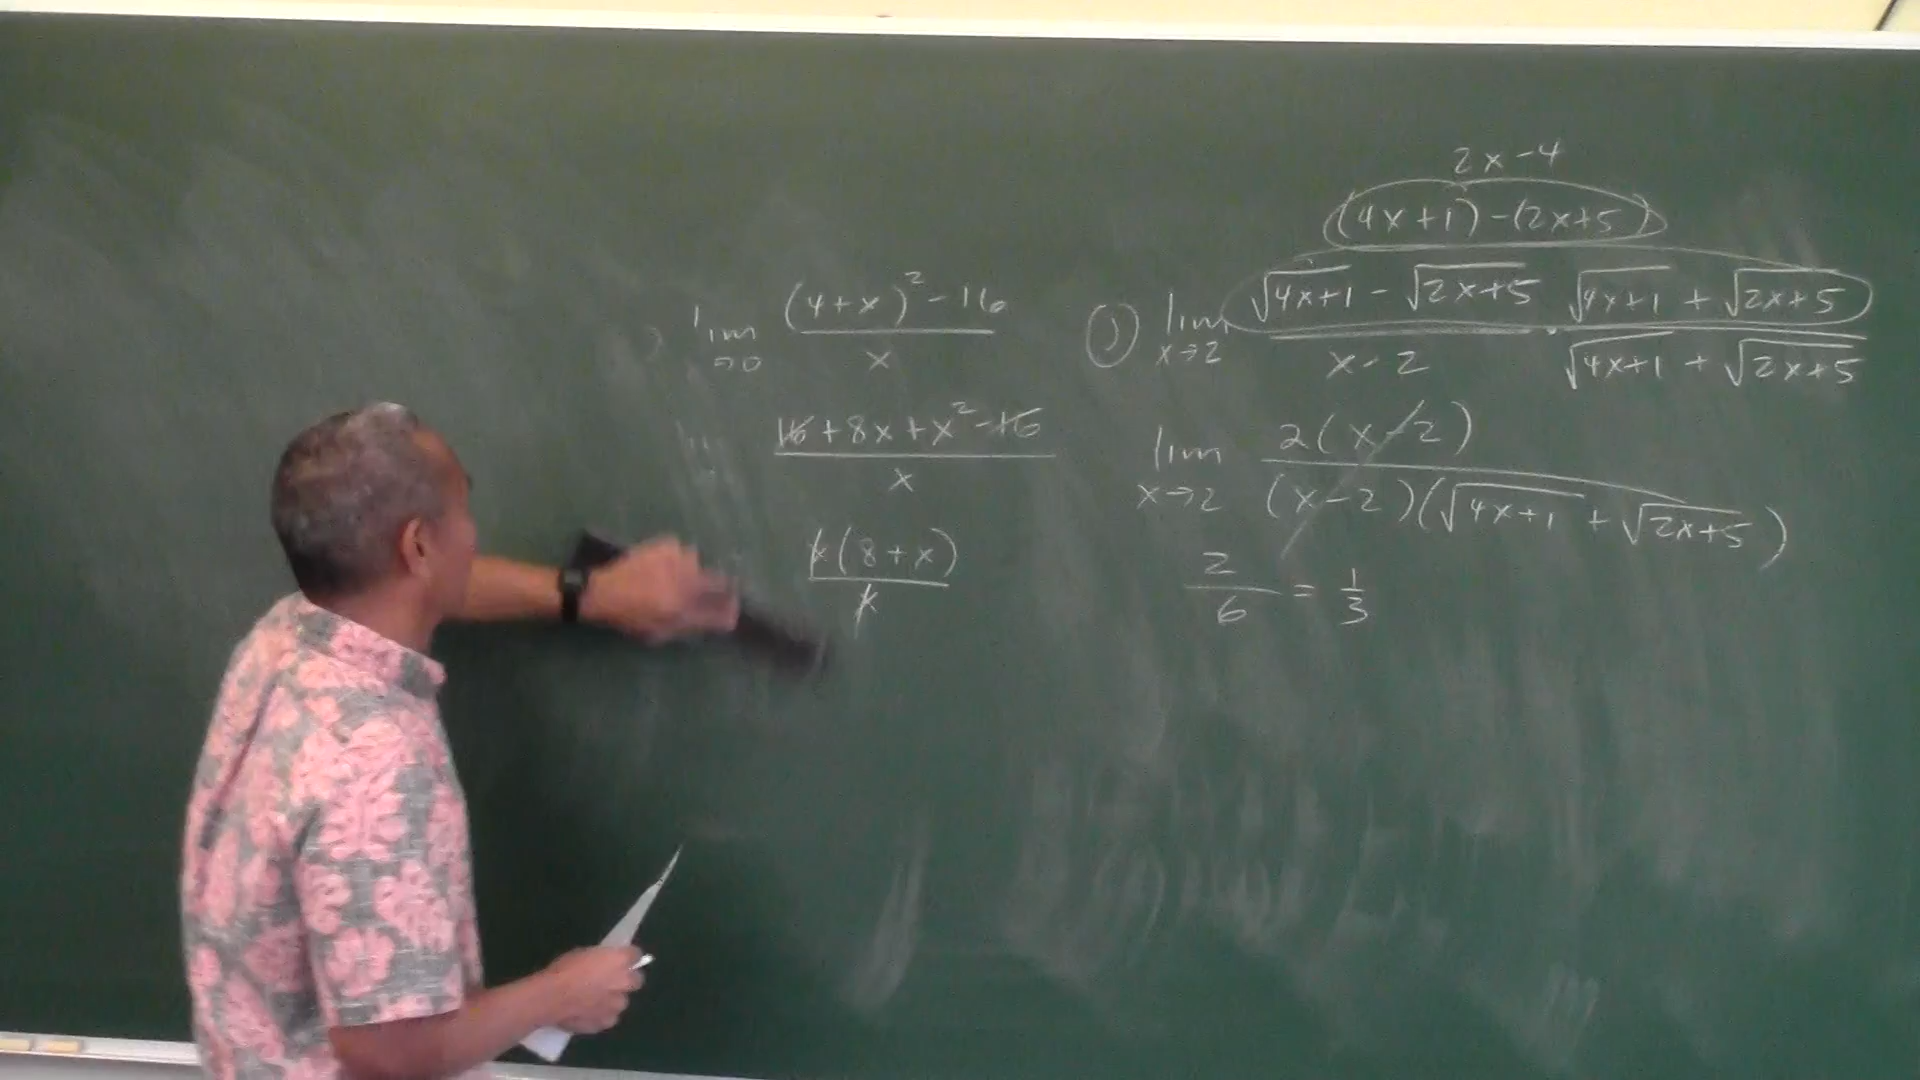 lim (4+x)² - 16
→0 x
16 + 8x + x² - 16
x
x(8+x)
x
2x-4
(4x+1) - (2x+5)
j) lim √4x+1 - √2x+5 · √4x+1 + √2x+5
x→2 x-2 √4x+1 + √2x+5
lim 2(x-2)
x→2 (x-2)(√4x+1 + √2x+5)
2/6 = 1/3